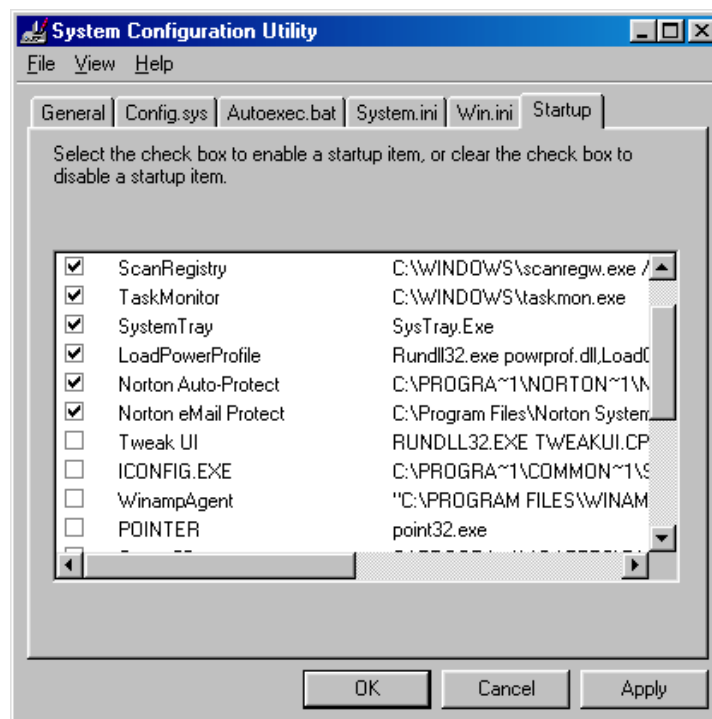 System Configuration Utility
File View Help
General Config.sys Autoexec.bat System.ini Win.ini Startup
Select the check box to enable a startup item, or clear the check box to
disable a startup item.
ScanRegistry C:\WINDOWS\scanregw.exe /
TaskMonitor C:\WINDOWS\taskmon.exe
SystemTray SysTray.Exe
LoadPowerProfile Rundll32.exe powrprof.dll,Load
Norton Auto-Protect C:\PROGRA~1\NORTON~1\N
Norton eMail Protect C:\Program Files\Norton System
Tweak UI RUNDLL32.EXE TWEAKUI.CP
ICONFIG.EXE C:\PROGRA~1\COMMON~1\S
WinampAgent "C:\PROGRAM FILES\WINAM
POINTER point32.exe
OK Cancel Apply